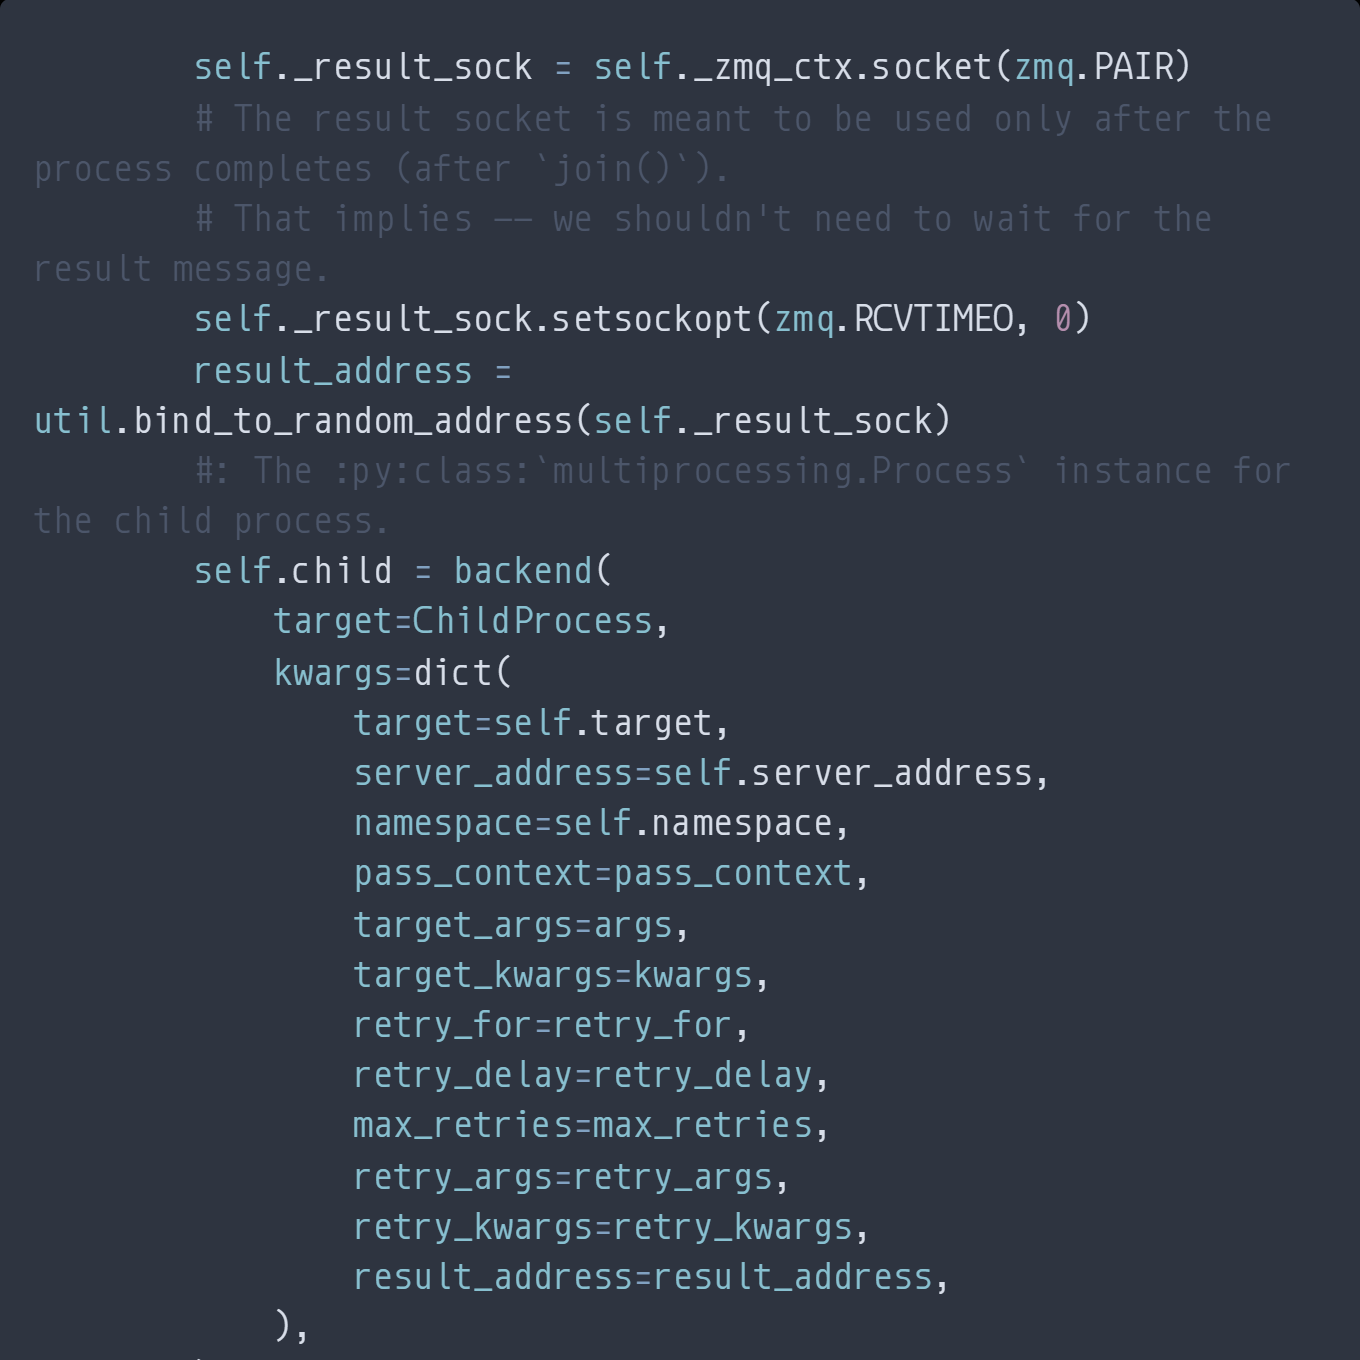 self._result_sock = self._zmq_ctx.socket(zmq.PAIR)
# The result socket is meant to be used only after the
process completes (after `join()`).
# That implies -- we shouldn't need to wait for the
result message.
self._result_sock.setsockopt(zmq.RCVTIMEO, 0)
result_address =
util.bind_to_random_address(self._result_sock)
#: The :py:class:`multiprocessing.Process` instance for
the child process.
self.child = backend(
target=ChildProcess,
kwargs=dict(
target=self.target,
server_address=self.server_address,
namespace=self.namespace,
pass_context=pass_context,
target_args=args,
target_kwargs=kwargs,
retry_for=retry_for,
retry_delay=retry_delay,
max_retries=max_retries,
retry_args=retry_args,
retry_kwargs=retry_kwargs,
result_address=result_address,
),